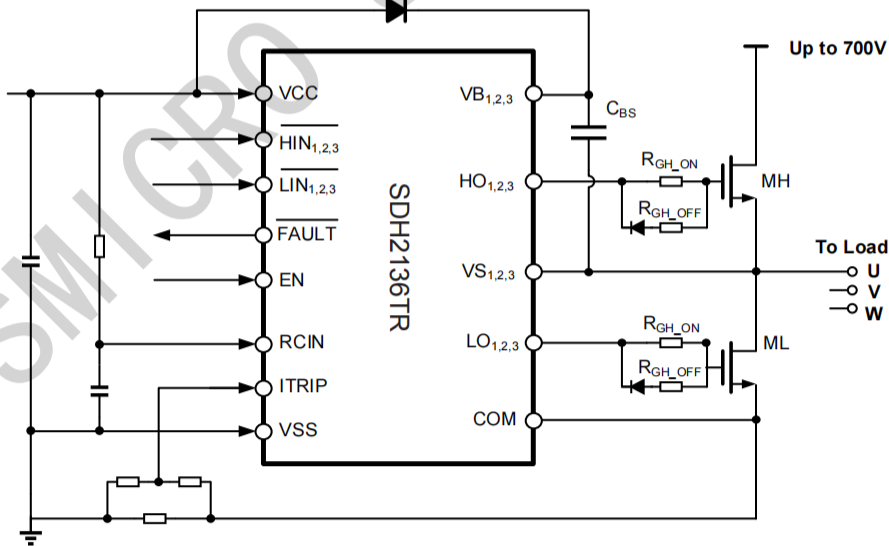 Up to 700V
VCC
VB1,2,3
CBS
HIN1,2,3
RGH_ON
LIN1,2,3
HO1,2,3
MH
RGH_OFF
FAULT
SDH2136TR
To Load
EN
VS1,2,3
U
V
W
RCIN
LO1,2,3
RGH_ON
ML
ITRIP
RGH_OFF
VSS
COM
SMICRO